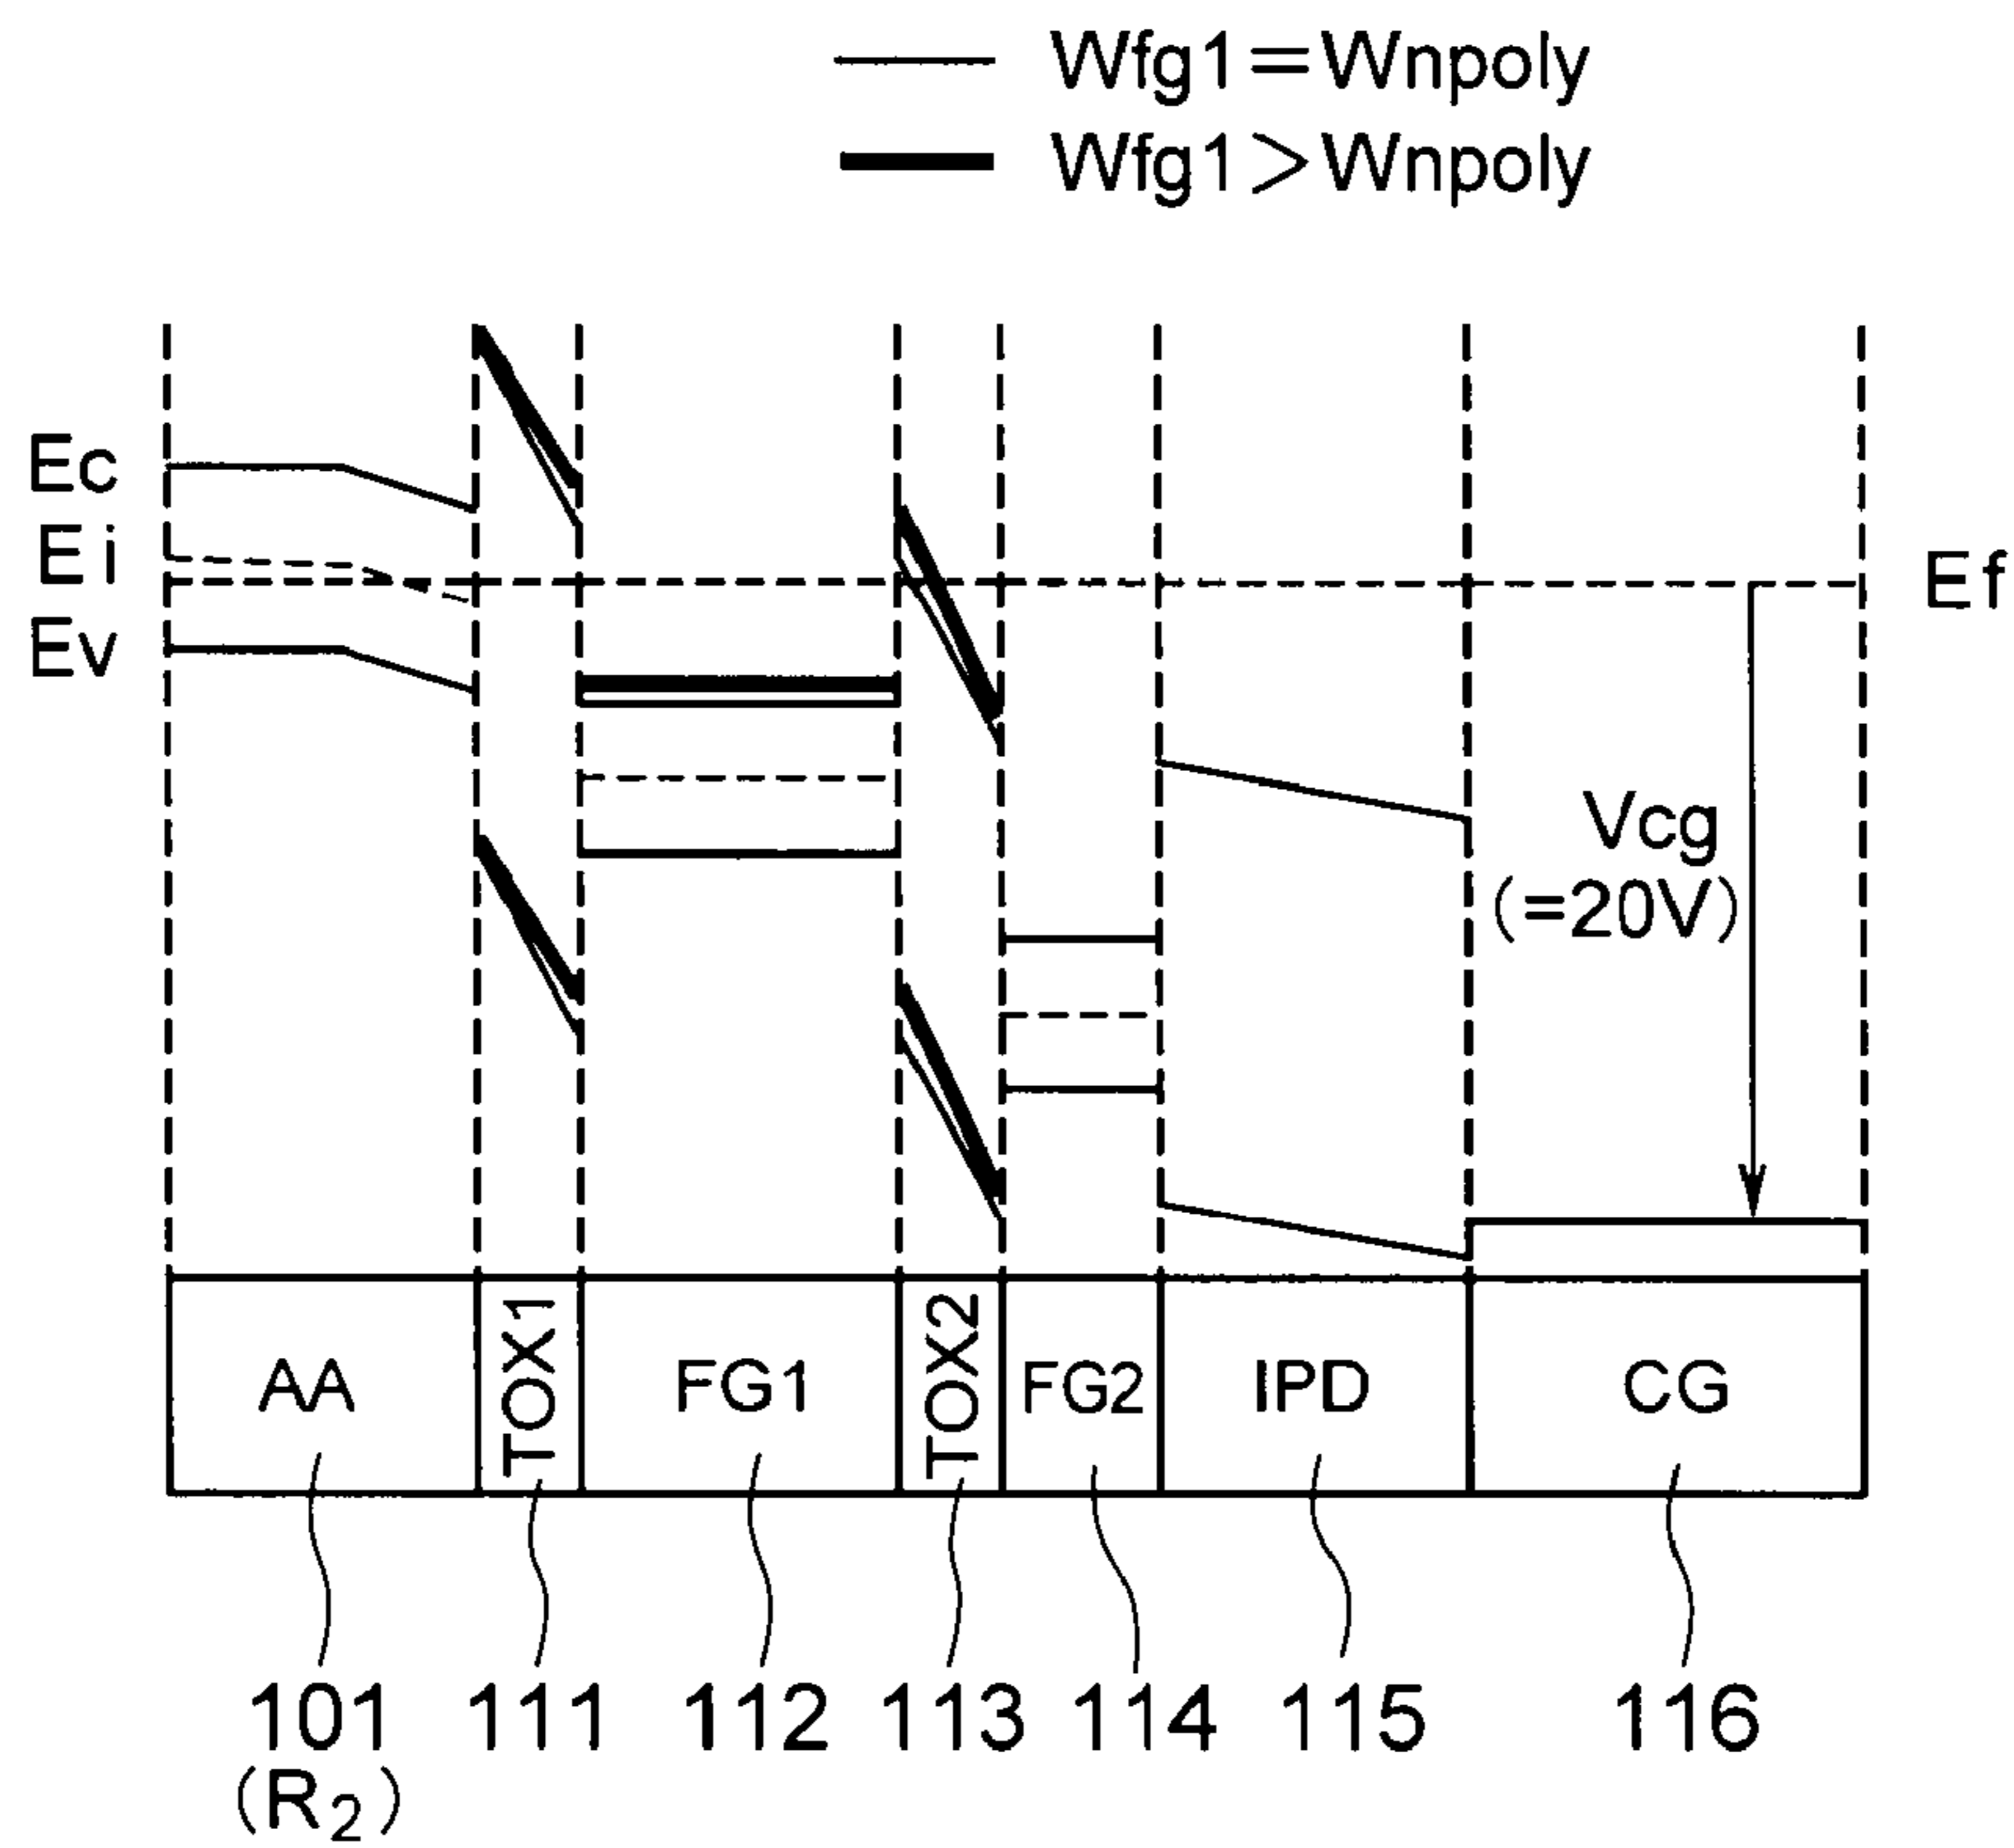 Wfg1=Wnpoly
Wfg1>Wnpoly
Ec
Ei
Ev
Ef
Vcg
(=20V)
AA
TOX1
FG1
TOX2
FG2
IPD
CG
101
111
112
113
114
115
116
(R2)